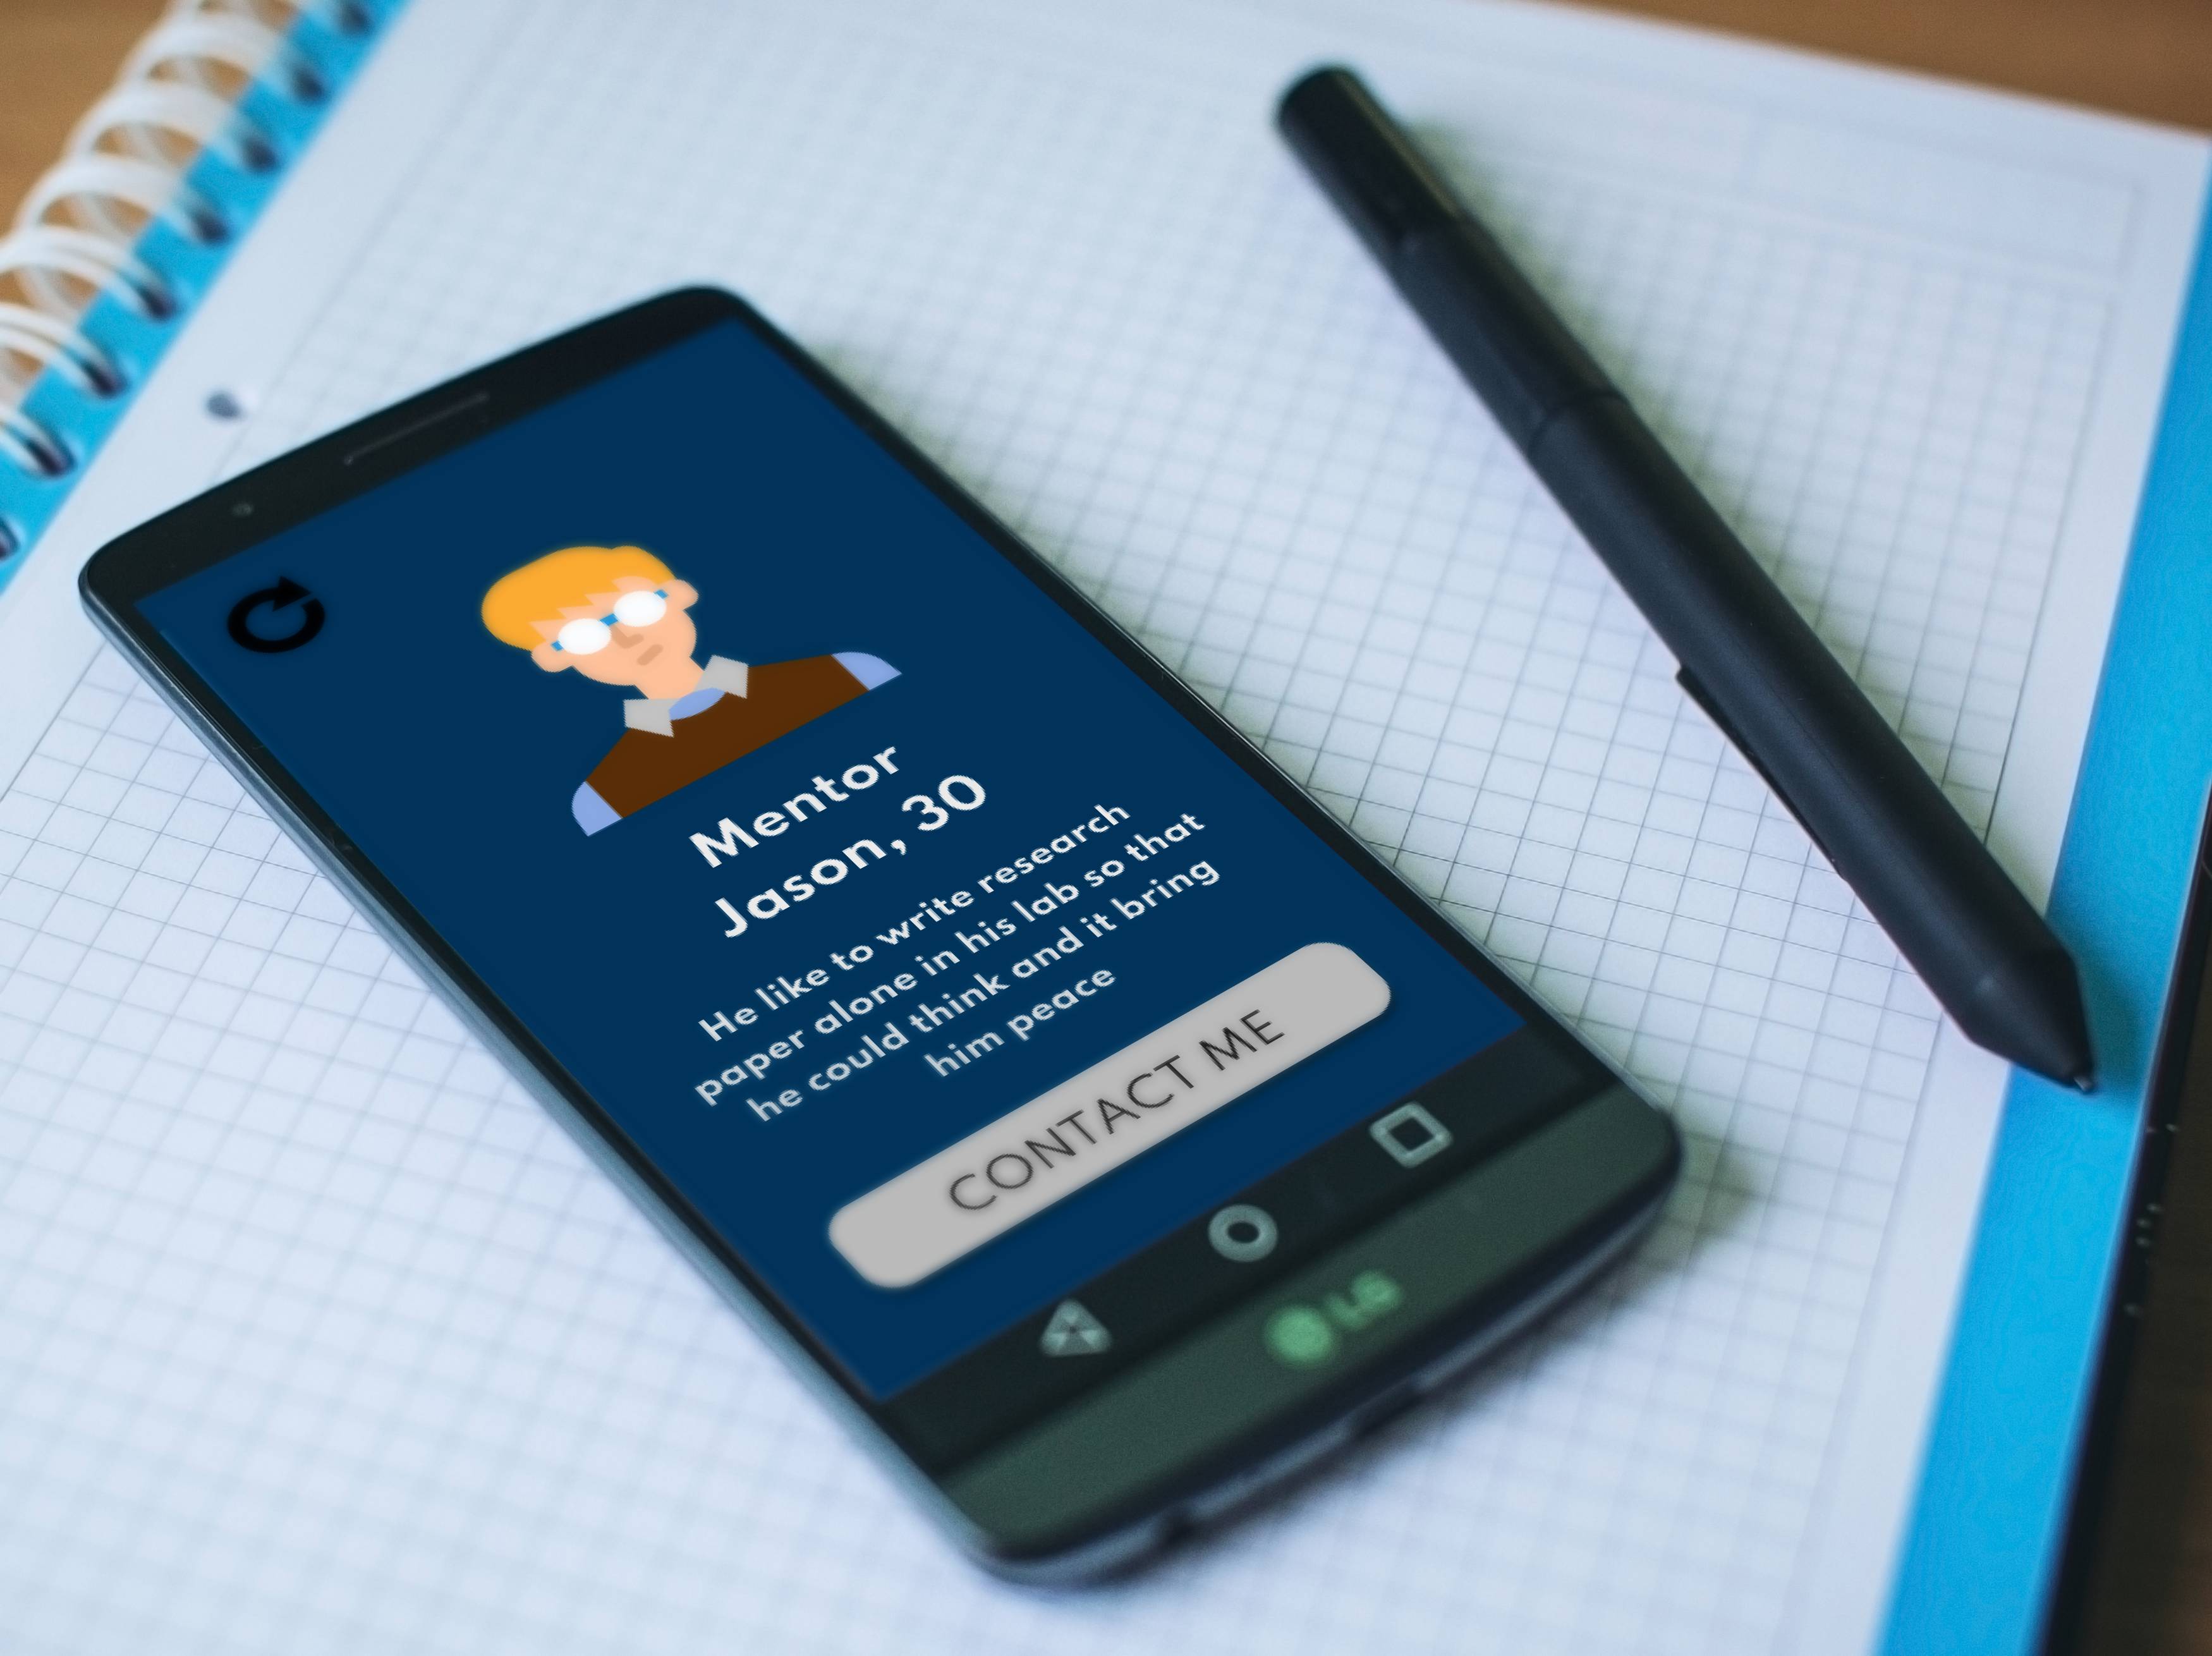 Mentor
Jason, 30
He like to write research
paper alone in his lab so that
he could think and it bring
him peace
CONTACT ME
LG